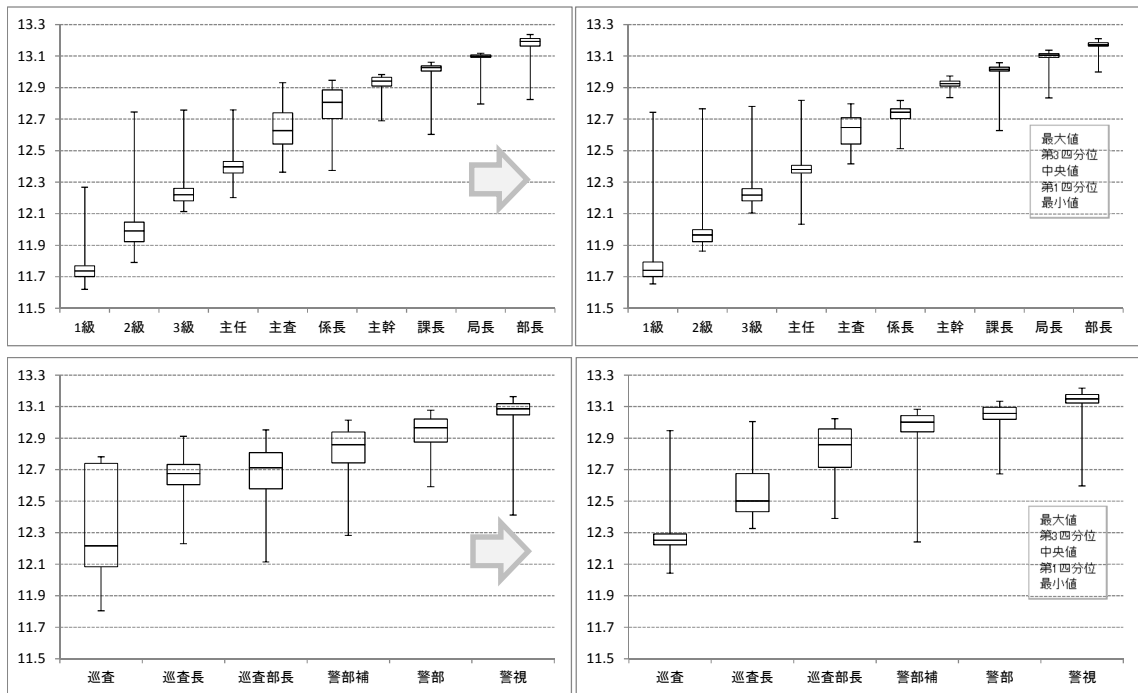 13.3
13.1
12.9
12.7
12.5
12.3
12.1
11.9
11.7
11.5
1級 2級 3級 主任 主査 係長 主幹 課長 局長 部長
13.3
13.1
12.9
12.7
12.5
12.3
12.1
11.9
11.7
11.5
1級 2級 3級 主任 主査 係長 主幹 課長 局長 部長
最大値
第3四分位
中央値
第1四分位
最小値
13.3
13.1
12.9
12.7
12.5
12.3
12.1
11.9
11.7
11.5
巡査 巡査長 巡査部長 警部補 警部 警視
13.3
13.1
12.9
12.7
12.5
12.3
12.1
11.9
11.7
11.5
巡査 巡査長 巡査部長 警部補 警部 警視
最大値
第3四分位
中央値
第1四分位
最小値